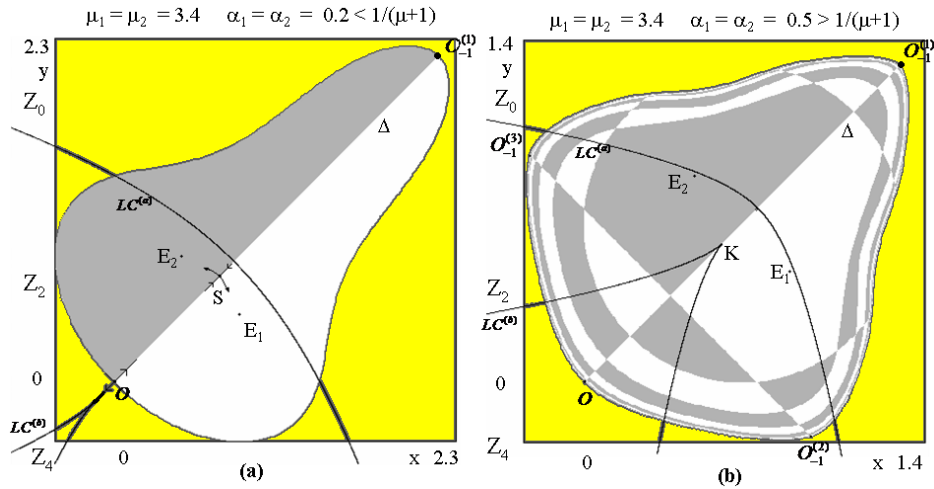 μ₁ = μ₂ = 3.4 α₁ = α₂ = 0.2 < 1/(μ+1)
2.3
y
Z₀
O₋₁⁽¹⁾
Δ
LC⁽ᵃ⁾
E₂
S
E₁
Z₂
0
O
LC⁽ᵇ⁾
Z₄
0
x 2.3
(a)
μ₁ = μ₂ = 3.4 α₁ = α₂ = 0.5 > 1/(μ+1)
1.4
y
Z₀
O₋₁⁽¹⁾
Δ
O₋₁⁽³⁾
LC⁽ᵃ⁾
E₂
K
E₁
Z₂
LC⁽ᵇ⁾
0
O
O₋₁⁽²⁾
Z₄
0
x 1.4
(b)